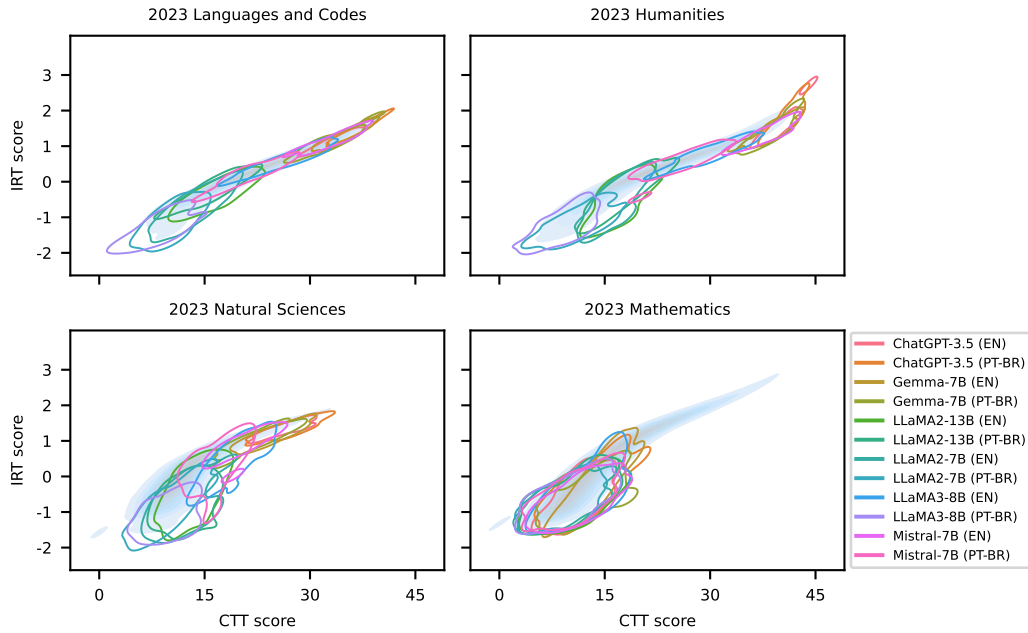 2023 Languages and Codes
2023 Humanities
IRT score
3
2
1
0
-1
-2
2023 Natural Sciences
2023 Mathematics
IRT score
3
2
1
0
-1
-2
0 15 30 45
0 15 30 45
CTT score
CTT score
ChatGPT-3.5 (EN)
ChatGPT-3.5 (PT-BR)
Gemma-7B (EN)
Gemma-7B (PT-BR)
LLaMA2-13B (EN)
LLaMA2-13B (PT-BR)
LLaMA2-7B (EN)
LLaMA2-7B (PT-BR)
LLaMA3-8B (EN)
LLaMA3-8B (PT-BR)
Mistral-7B (EN)
Mistral-7B (PT-BR)